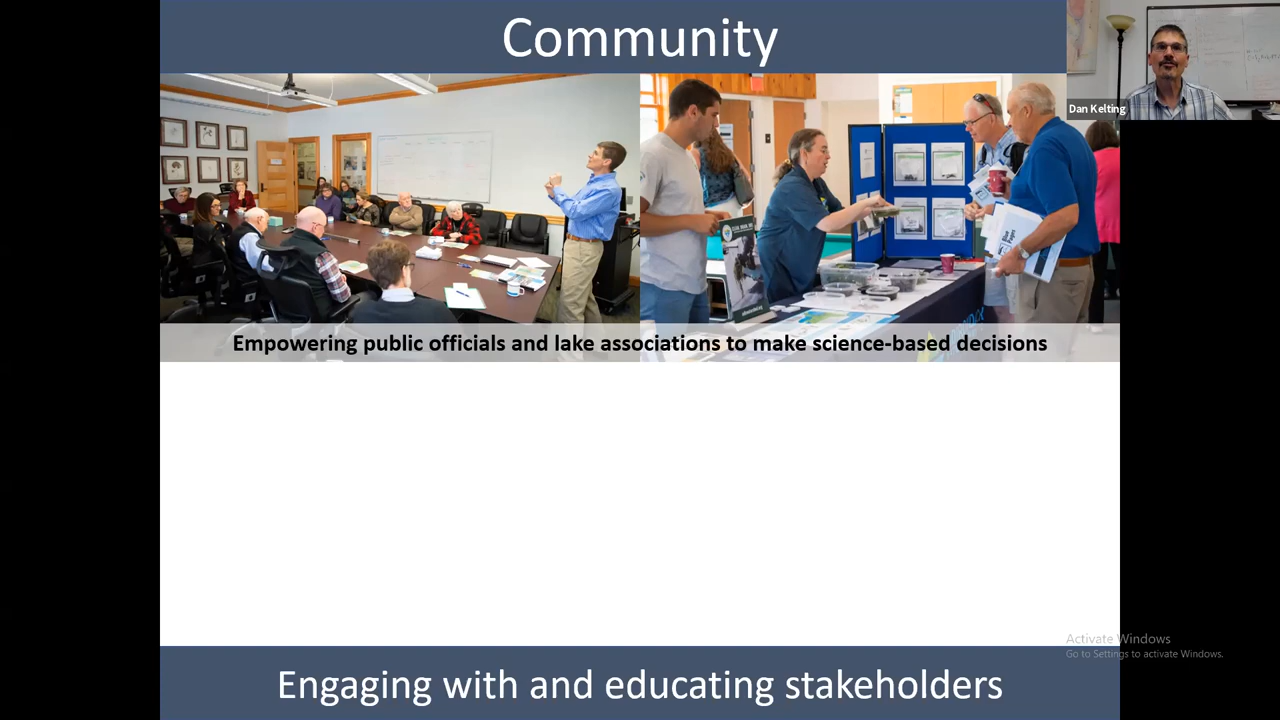 Community
Dan Kelting
Empowering public officials and lake associations to make science-based decisions
Activate Windows
Go to Settings to activate Windows.
Engaging with and educating stakeholders